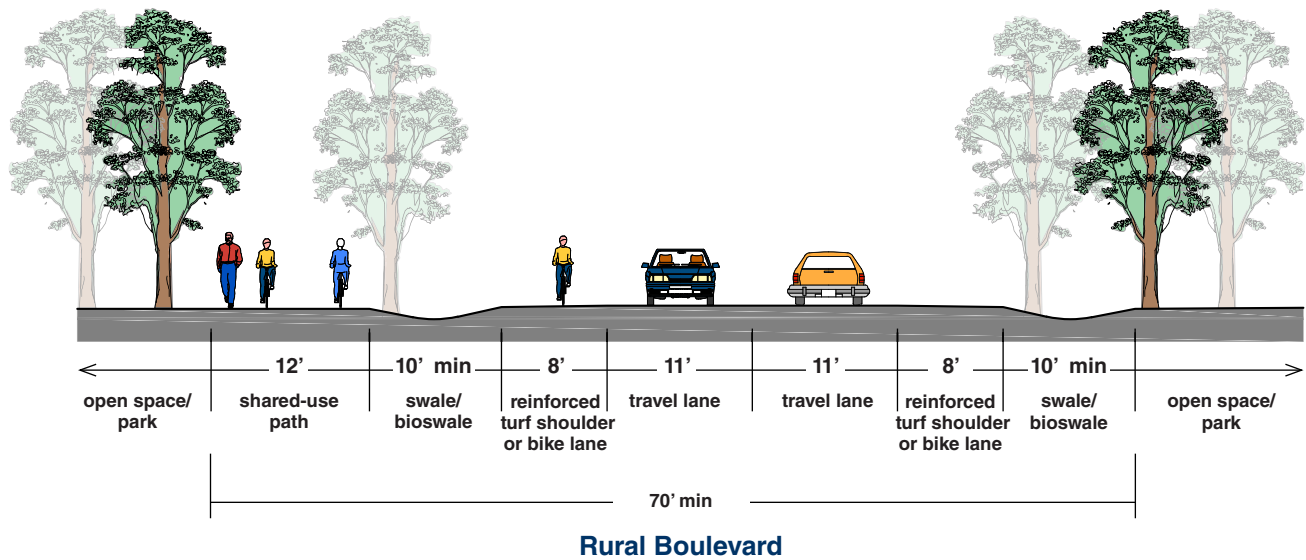 12’
10’ min
8’
11’
11’
8’
10’ min
open space/
park
shared-use
path
swale/
bioswale
reinforced
turf shoulder
or bike lane
travel lane
travel lane
reinforced
turf shoulder
or bike lane
swale/
bioswale
open space/
park
70’ min
Rural Boulevard